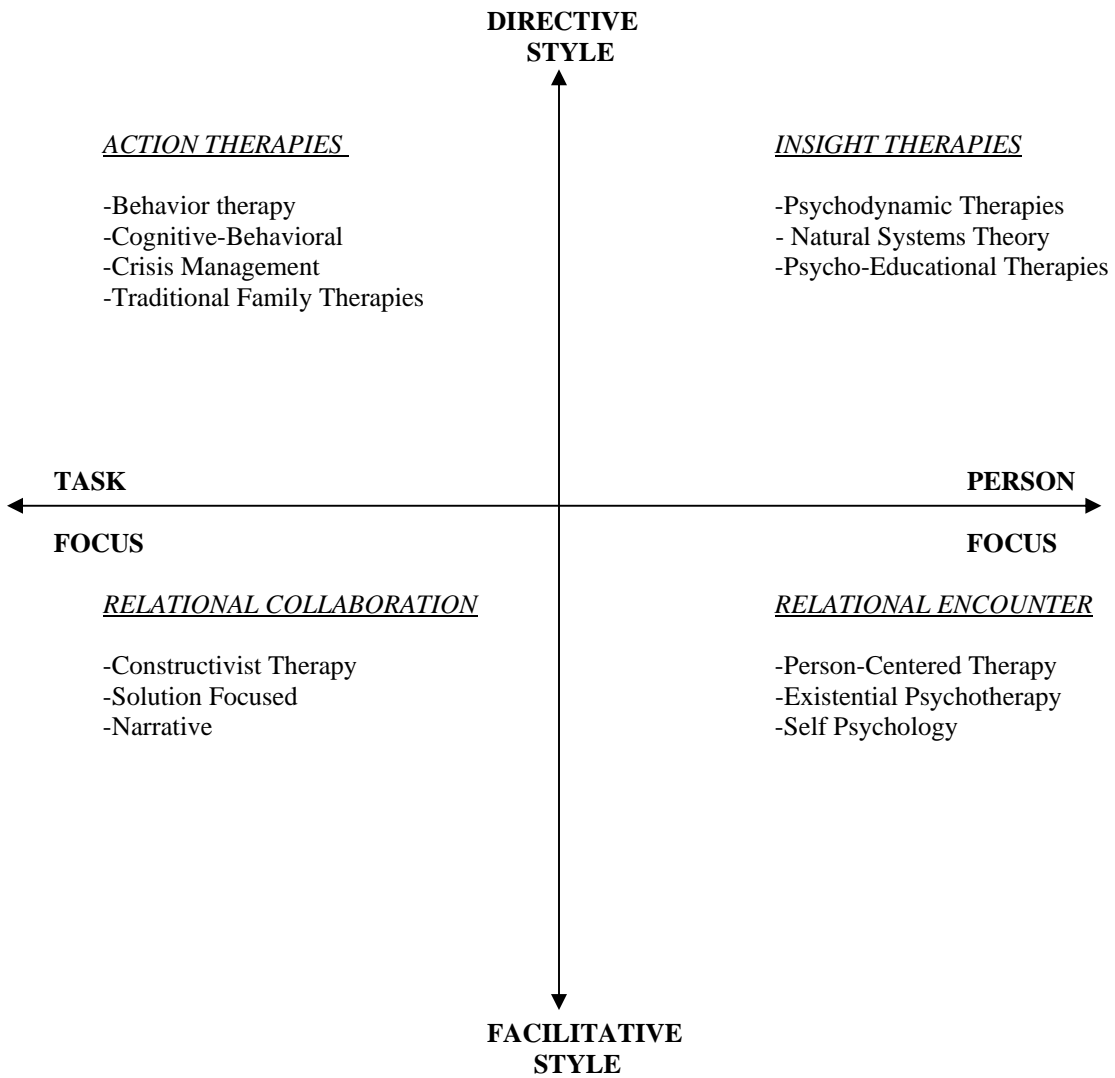 DIRECTIVE
STYLE
ACTION THERAPIES
-Behavior therapy
-Cognitive-Behavioral
-Crisis Management
-Traditional Family Therapies
INSIGHT THERAPIES
-Psychodynamic Therapies
- Natural Systems Theory
-Psycho-Educational Therapies
TASK
FOCUS
PERSON
FOCUS
RELATIONAL COLLABORATION
-Constructivist Therapy
-Solution Focused
-Narrative
RELATIONAL ENCOUNTER
-Person-Centered Therapy
-Existential Psychotherapy
-Self Psychology
FACILITATIVE
STYLE